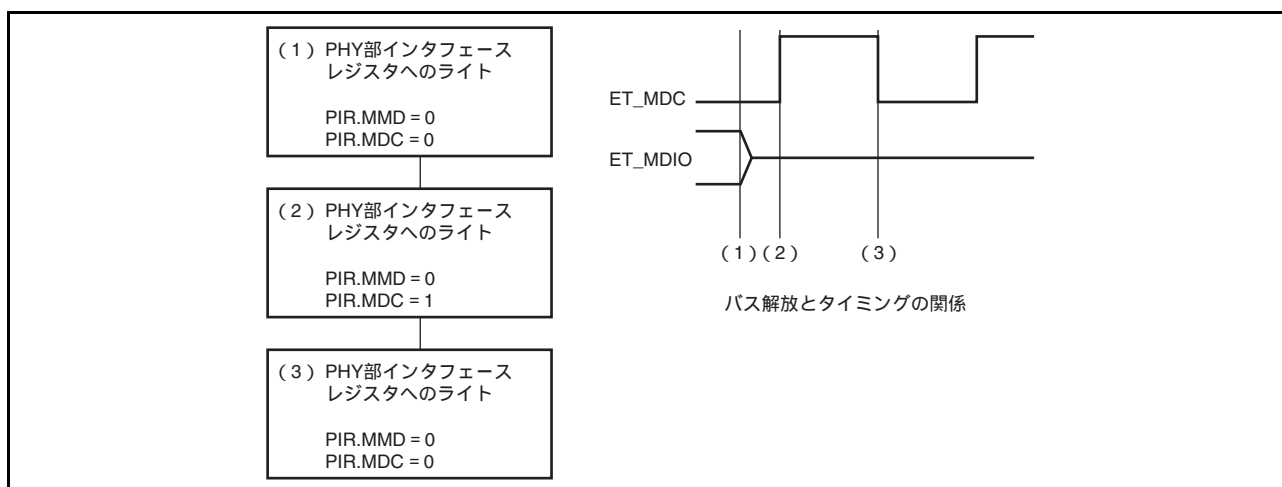 (1) PHY部インタフェース
レジスタへのライト
PIR.MMD = 0
PIR.MDC = 0
(2) PHY部インタフェース
レジスタへのライト
PIR.MMD = 0
PIR.MDC = 1
(3) PHY部インタフェース
レジスタへのライト
PIR.MMD = 0
PIR.MDC = 0
ET_MDC
ET_MDIO
(1)(2) (3)
バス解放とタイミングの関係